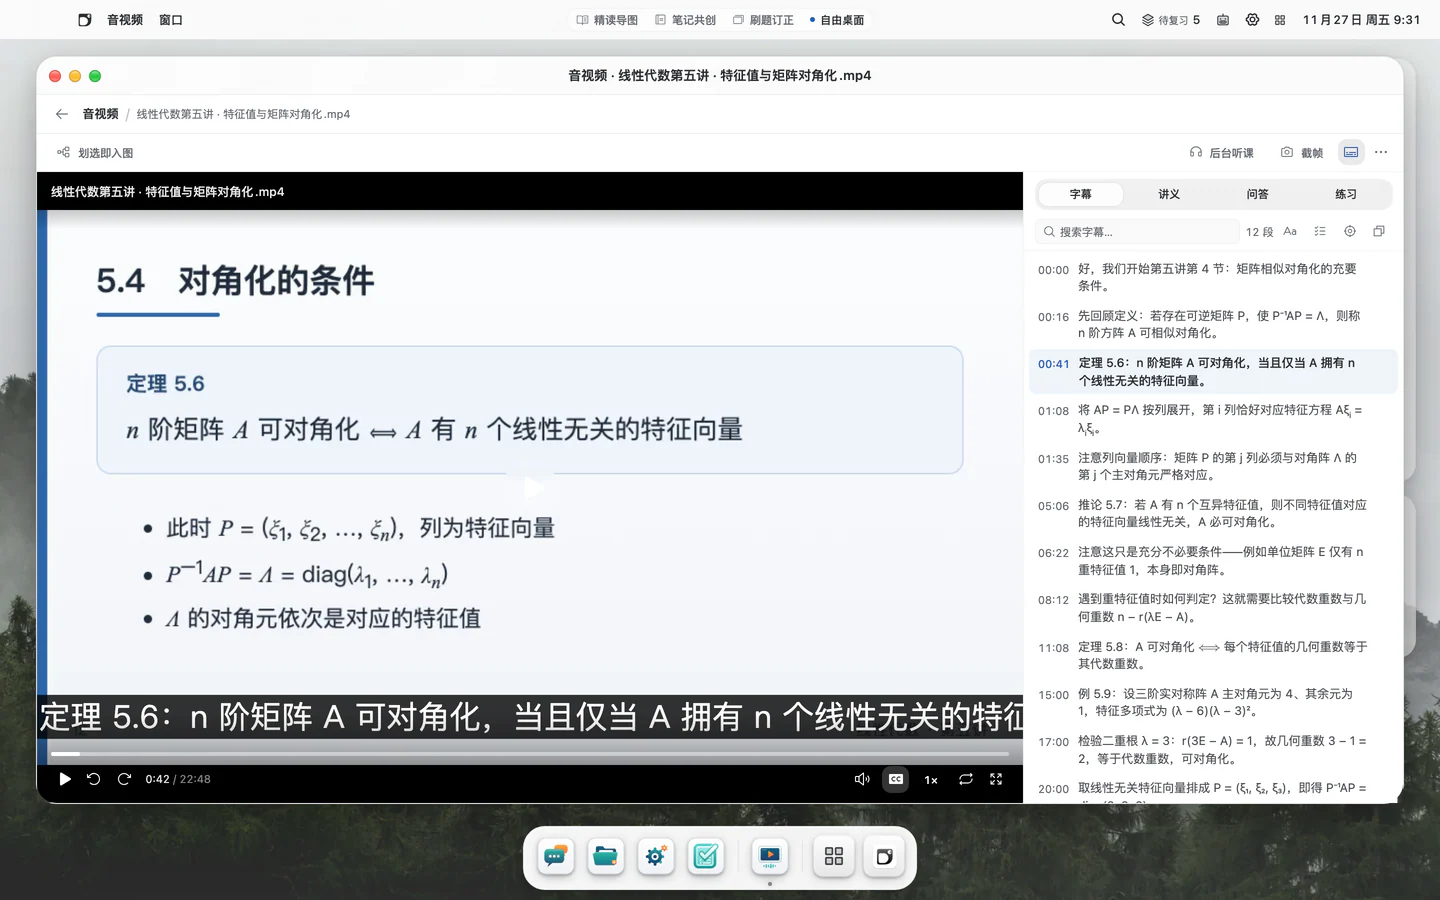 音视频 窗口
精读导图 笔记共创 刷题订正 自由桌面
待复习 5
11月27日 周五 9:31
音视频 · 线性代数第五讲 · 特征值与矩阵对角化.mp4
音视频 / 线性代数第五讲 · 特征值与矩阵对角化.mp4
划选即入图
后台听课 截帧
线性代数第五讲 · 特征值与矩阵对角化.mp4
5.4 对角化的条件
定理 5.6
n 阶矩阵 A 可对角化 ⟺ A 有 n 个线性无关的特征向量
此时 P = (ξ₁, ξ₂, …, ξₙ)，列为特征向量
P⁻¹AP = Λ = diag(λ₁, …, λₙ)
Λ 的对角元依次是对应的特征值
定理 5.6：n 阶矩阵 A 可对角化，当且仅当 A 拥有 n 个线性无关的特征
0:42 / 22:48
CC
1×
字幕 讲义 问答 练习
搜索字幕...
12 段 Aa
00:00 好，我们开始第五讲第 4 节：矩阵相似对角化的充要
条件。
00:16 先回顾定义：若存在可逆矩阵 P，使 P⁻¹AP = Λ，则称
n 阶方阵 A 可相似对角化。
00:41 定理 5.6：n 阶矩阵 A 可对角化，当且仅当 A 拥有 n
个线性无关的特征向量。
01:08 将 AP = PΛ 按列展开，第 i 列恰好对应特征方程 Aξⱼ =
λⱼξⱼ。
01:35 注意列向量顺序：矩阵 P 的第 j 列必须与对角阵 Λ 的
第 j 个主对角元严格对应。
05:06 推论 5.7：若 A 有 n 个互异特征值，则不同特征值对应
的特征向量线性无关，A 必可对角化。
06:22 注意这只是充分不必要条件——例如单位矩阵 E 仅有 n
重特征值 1，本身即对角阵。
08:12 遇到重特征值时如何判定？这就需要比较代数重数与几
何重数 n − r(λE − A)。
11:08 定理 5.8：A 可对角化 ⟺ 每个特征值的几何重数等于
其代数重数。
15:00 例 5.9：设三阶实对称阵 A 主对角元为 4、其余元为
1，特征多项式为 (λ − 6)(λ − 3)²。
17:00 检验二重根 λ = 3：r(3E − A) = 1，故几何重数 3 − 1 =
2，等于代数重数，可对角化。
20:00 取线性无关特征向量排成 P = (ξ₁, ξ₂, ξ₃)，即得 P⁻¹AP =